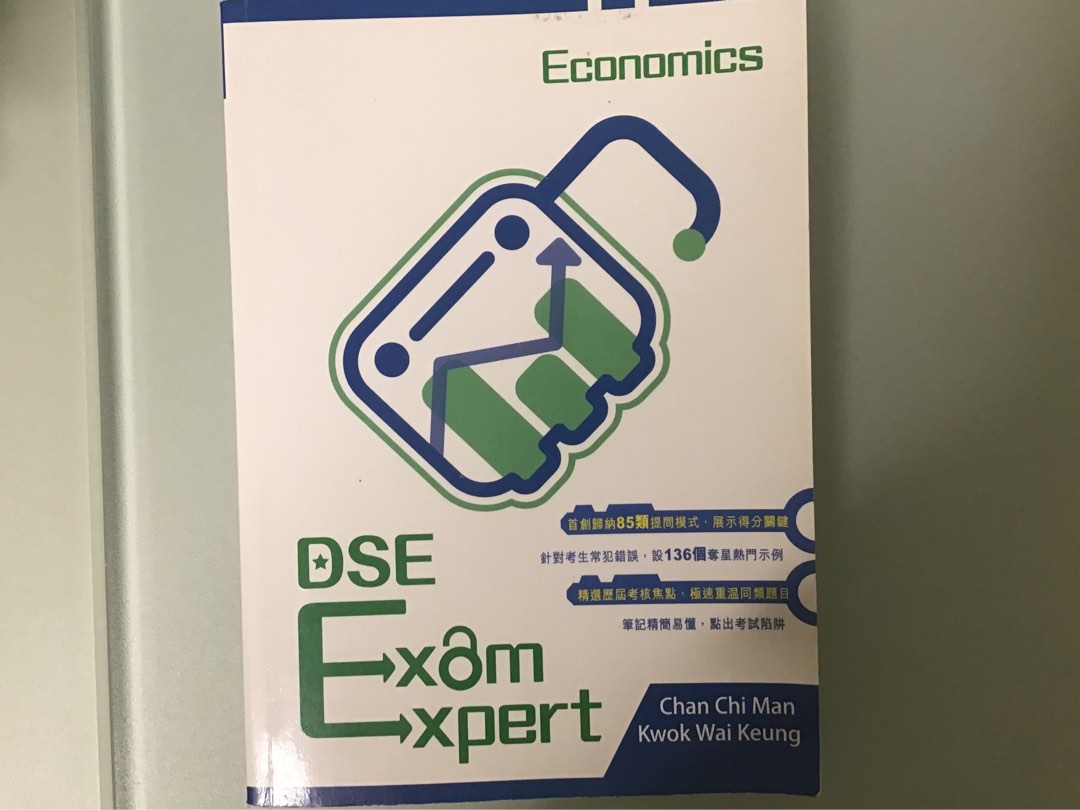 Economics
首創歸納85類提問模式，展示得分關鍵
針對考生常犯錯誤，設136個奪星熱門示例
精選歷屆考核焦點，極速重溫同類題目
筆記精簡易懂，點出考試陷阱
DSE
Exam
Expert
Chan Chi Man
Kwok Wai Keung